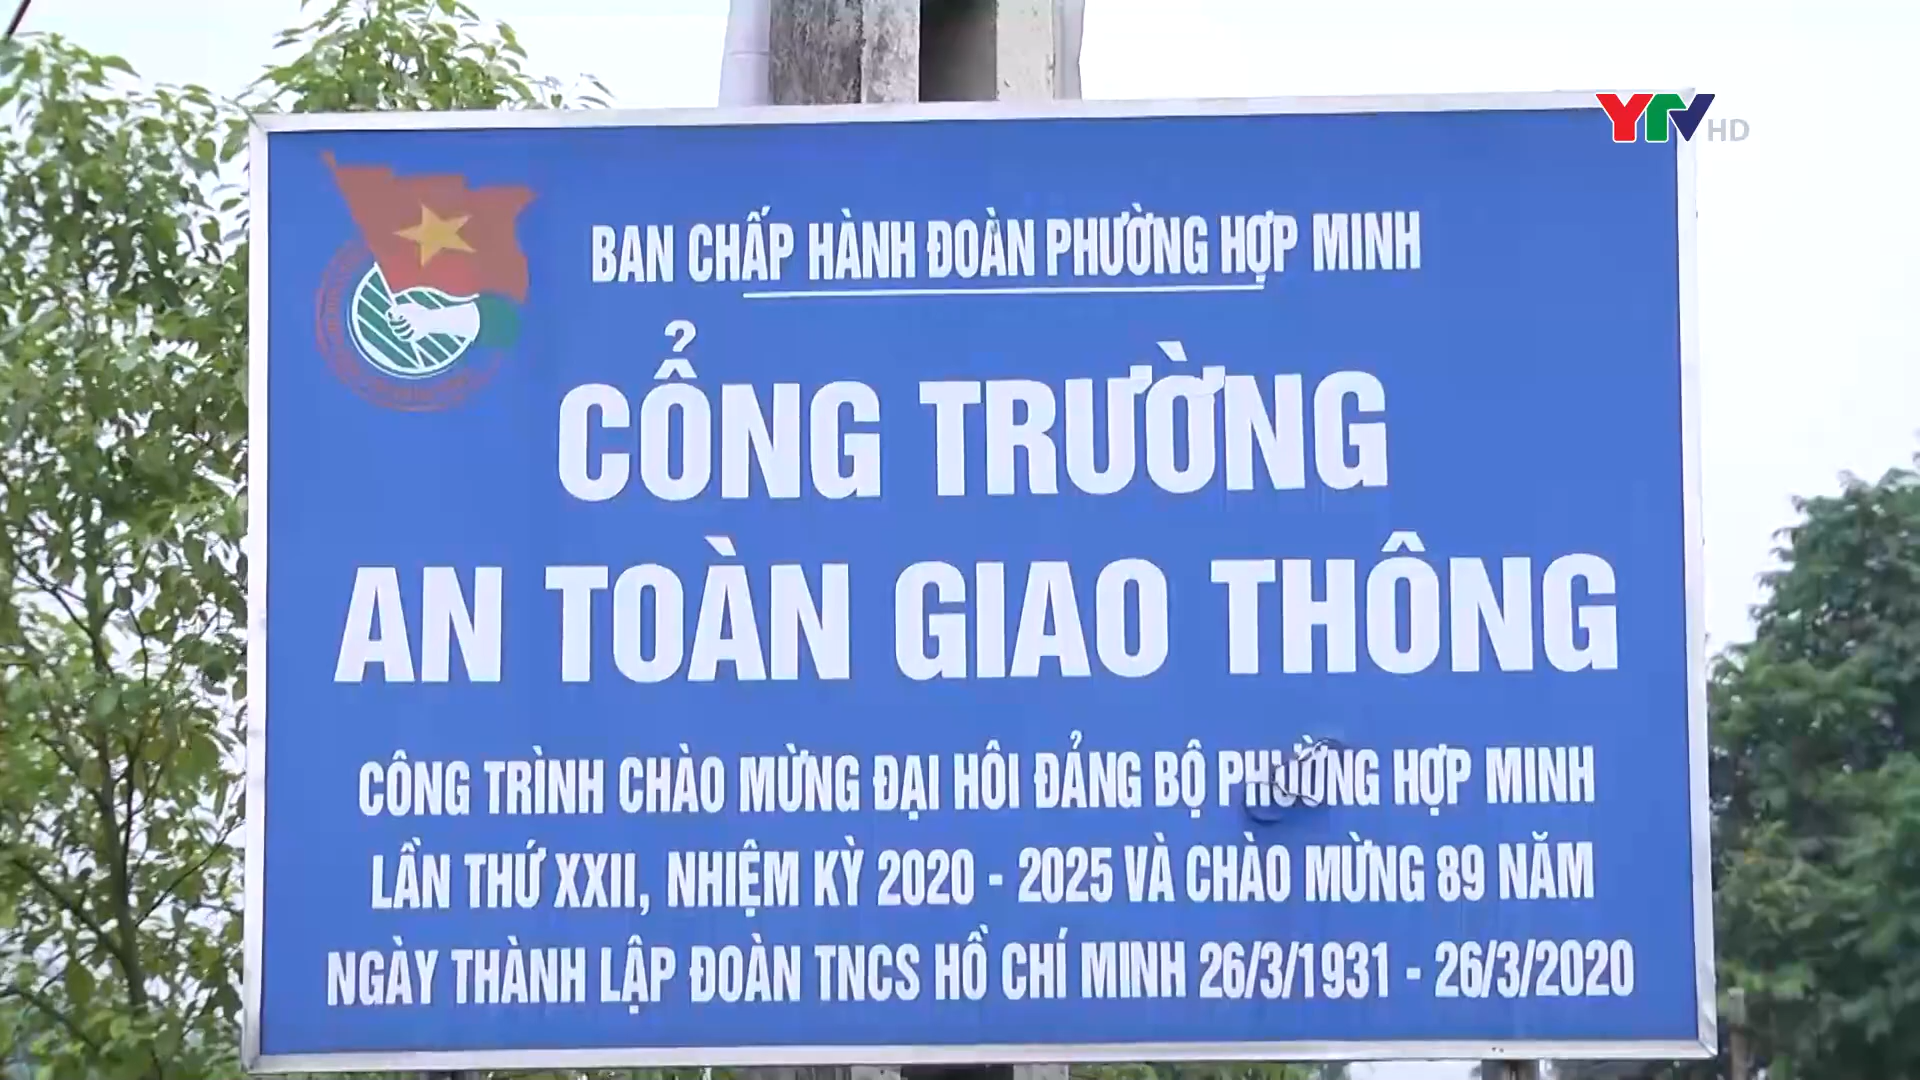 YTV HD
BAN CHẤP HÀNH ĐOÀN PHƯỜNG HỢP MINH
CỔNG TRƯỜNG
AN TOÀN GIAO THÔNG
CÔNG TRÌNH CHÀO MỪNG ĐẠI HÔI ĐẢNG BỘ PHƯỜNG HỢP MINH
LẦN THỨ XXII, NHIỆM KỲ 2020 - 2025 VÀ CHÀO MỪNG 89 NĂM
NGÀY THÀNH LẬP ĐOÀN TNCS HỒ CHÍ MINH 26/3/1931 - 26/3/2020